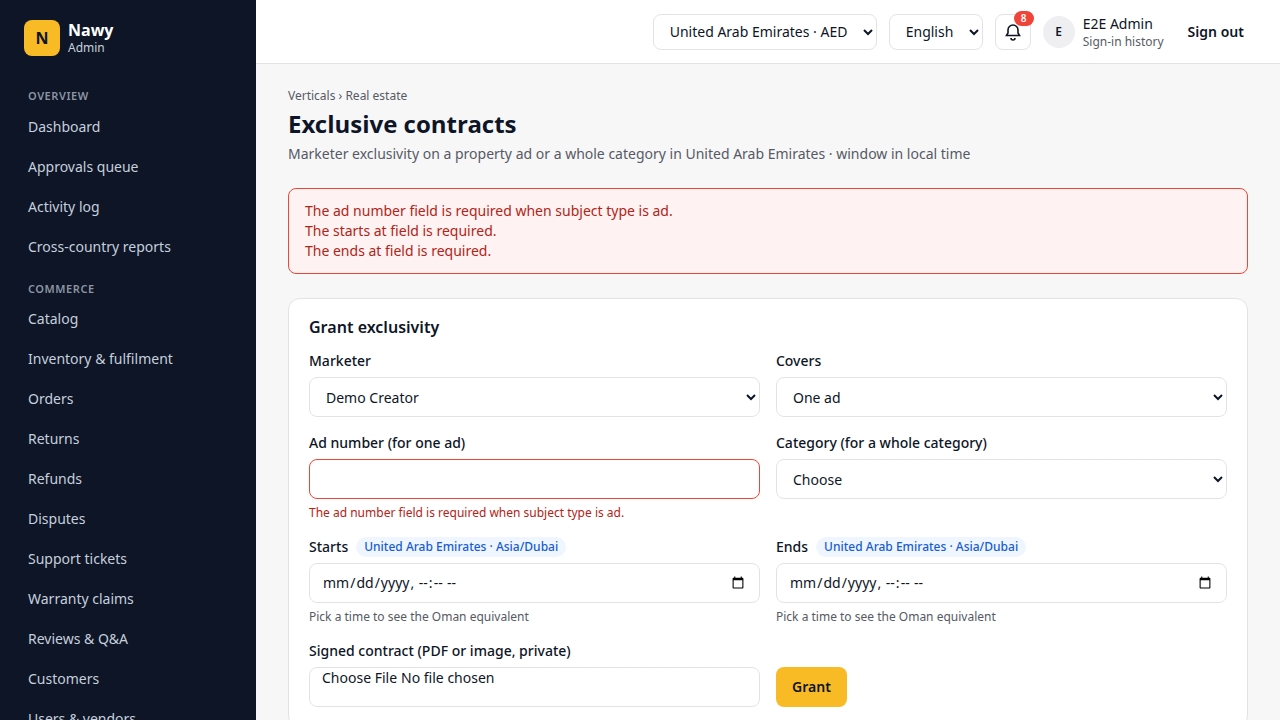 N
Nawy
Admin
United Arab Emirates · AED
English
8
E
E2E Admin
Sign-in history
Sign out
OVERVIEW
Dashboard
Approvals queue
Activity log
Cross-country reports
COMMERCE
Catalog
Inventory & fulfilment
Orders
Returns
Refunds
Disputes
Support tickets
Warranty claims
Reviews & Q&A
Customers
Users & vendors
Verticals › Real estate
Exclusive contracts
Marketer exclusivity on a property ad or a whole category in United Arab Emirates · window in local time
The ad number field is required when subject type is ad.
The starts at field is required.
The ends at field is required.
Grant exclusivity
Marketer
Covers
Demo Creator
One ad
Ad number (for one ad)
Category (for a whole category)
Choose
The ad number field is required when subject type is ad.
Starts United Arab Emirates · Asia/Dubai
Ends United Arab Emirates · Asia/Dubai
mm/dd/yyyy, --:-- --
mm/dd/yyyy, --:-- --
Pick a time to see the Oman equivalent
Pick a time to see the Oman equivalent
Signed contract (PDF or image, private)
Choose File No file chosen
Grant